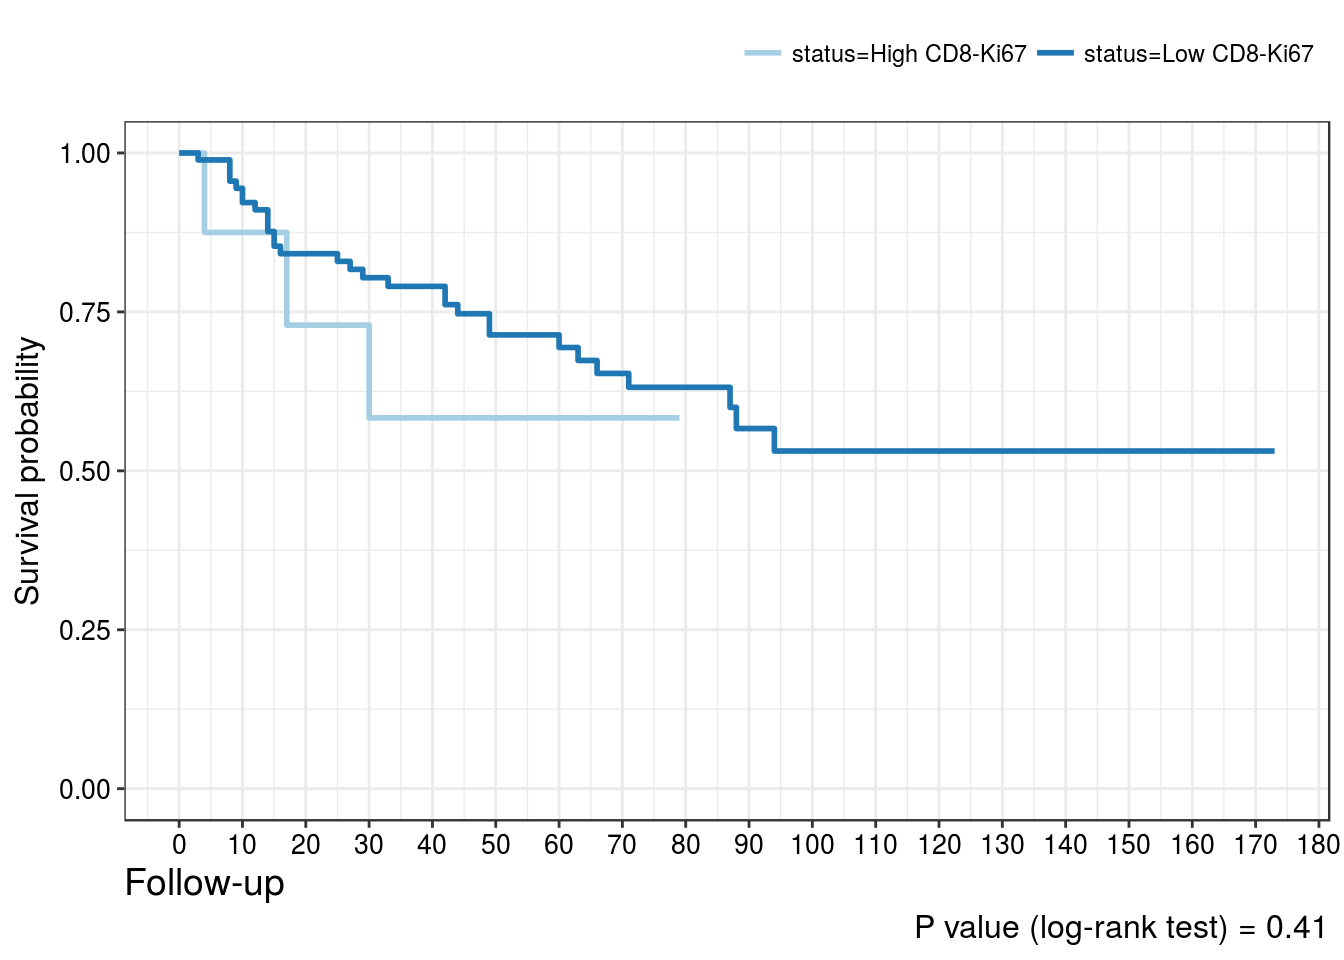 status=High CD8-Ki67 status=Low CD8-Ki67
Survival probability
1.00
0.75
0.50
0.25
0.00
0 10 20 30 40 50 60 70 80 90 100 110 120 130 140 150 160 170 180
Follow-up
P value (log-rank test) = 0.41